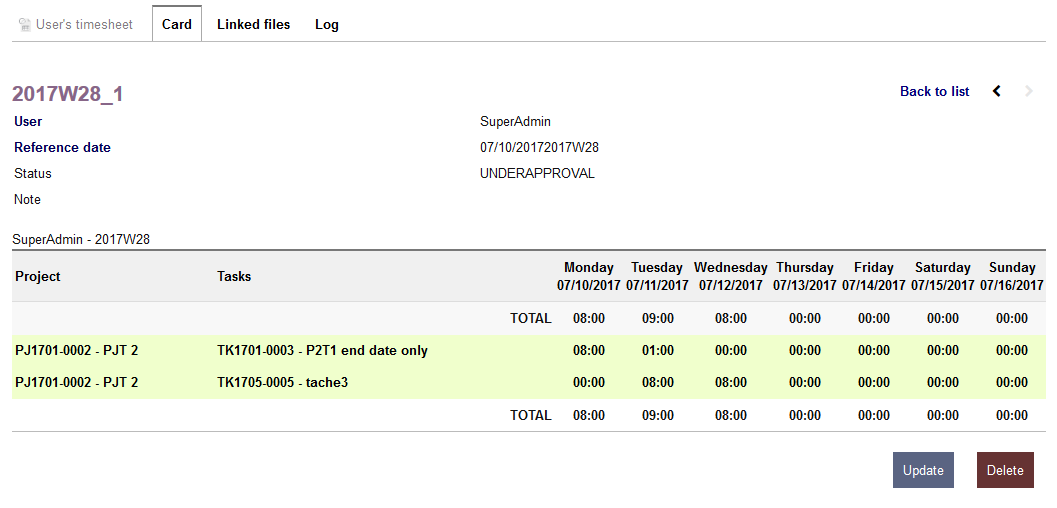 User's timesheet Card Linked files Log
2017W28_1 Back to list
User SuperAdmin
Reference date 07/10/20172017W28
Status UNDERAPPROVAL
Note
SuperAdmin - 2017W28
Project Tasks Monday 07/10/2017 Tuesday 07/11/2017 Wednesday 07/12/2017 Thursday 07/13/2017 Friday 07/14/2017 Saturday 07/15/2017 Sunday 07/16/2017
TOTAL 08:00 09:00 08:00 00:00 00:00 00:00 00:00
PJ1701-0002 - PJT 2 TK1701-0003 - P2T1 end date only 08:00 01:00 00:00 00:00 00:00 00:00 00:00
PJ1701-0002 - PJT 2 TK1705-0005 - tache3 00:00 08:00 08:00 00:00 00:00 00:00 00:00
TOTAL 08:00 09:00 08:00 00:00 00:00 00:00 00:00
Update Delete